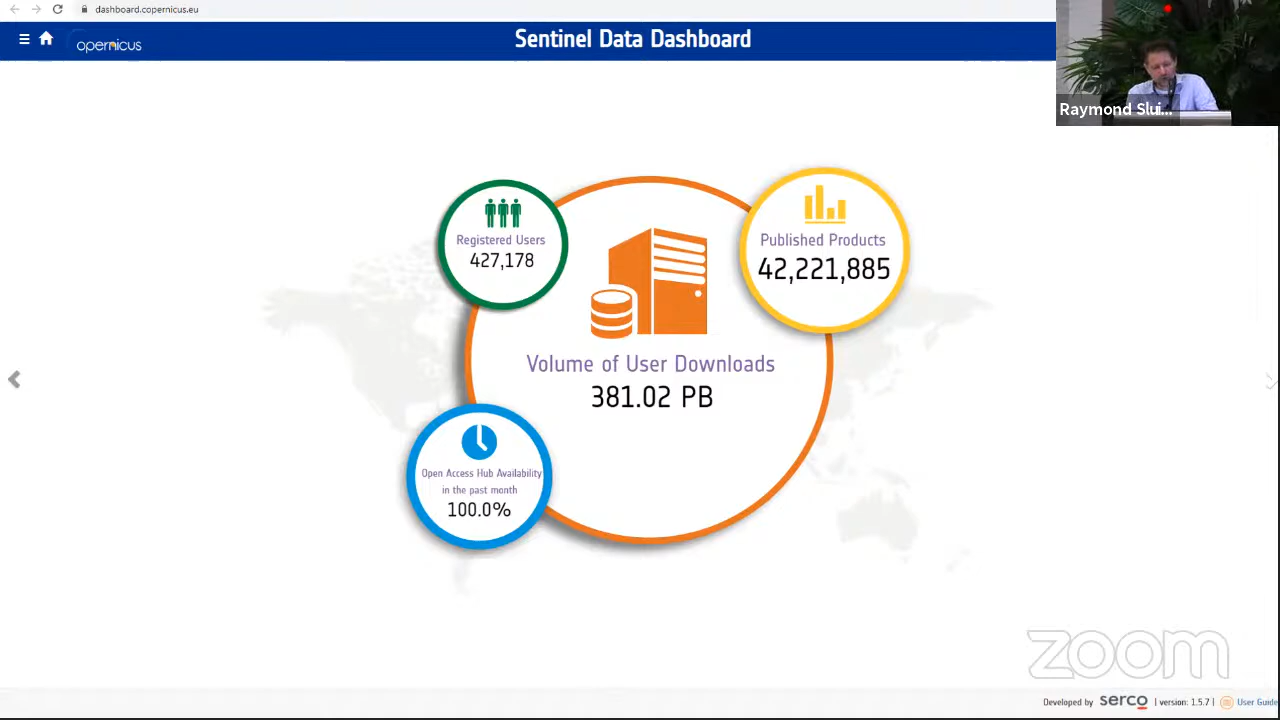 dashboard.copernicus.eu
opernicus
Sentinel Data Dashboard
Raymond Slui...
Registered Users
427,178
Published Products
42,221,885
Volume of User Downloads
381.02 PB
Open Access Hub Availability
in the past month
100.0%
zoom
Developed by serco | version: 1.5.7 | User Guide